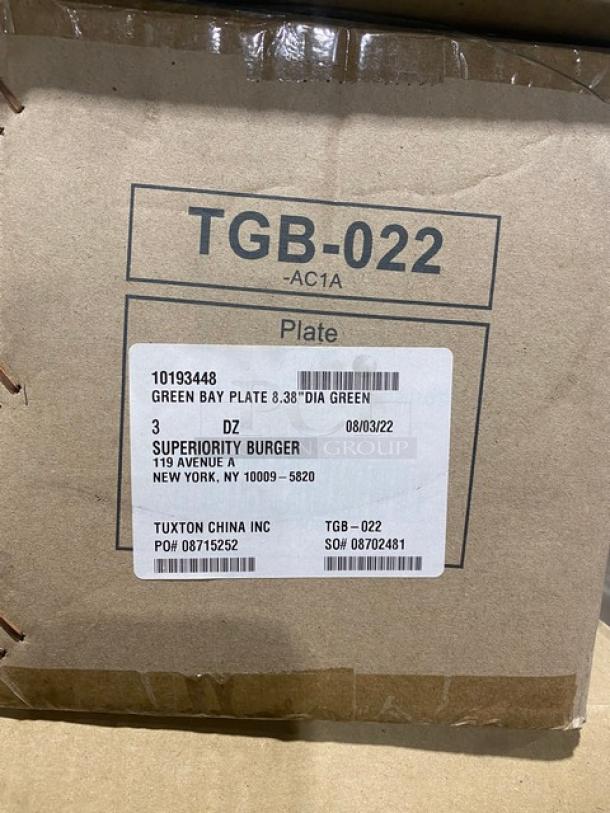 TGB-022
-AC1A
Plate
10193448
GREEN BAY PLATE 8.38"DIA GREEN
3 DZ 08/03/22
SUPERIORITY BURGER
119 AVENUE A
NEW YORK, NY 10009-5820
TUXTON CHINA INC TGB-022
PO# 08715252 SO# 08702481
GROUP